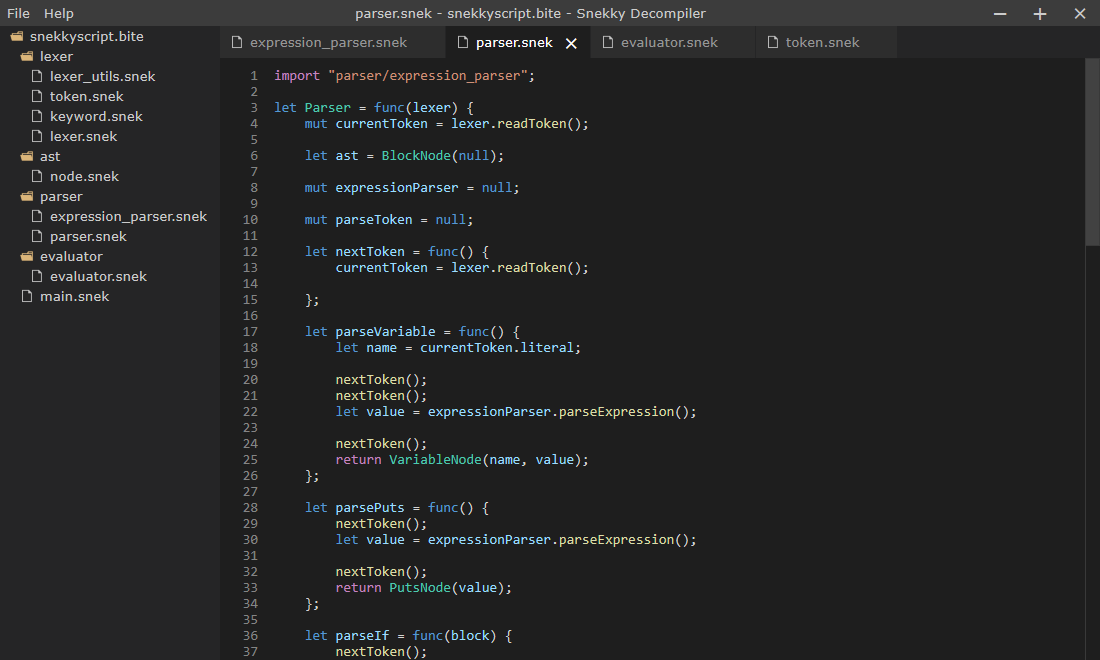 File Help
parser.snek - snekkyscript.bite - Snekky Decompiler
snekkyscript.bite
lexer
lexer_utils.snek
token.snek
keyword.snek
lexer.snek
ast
node.snek
parser
expression_parser.snek
parser.snek
evaluator
evaluator.snek
main.snek
expression_parser.snek parser.snek evaluator.snek token.snek
1 import "parser/expression_parser";
2
3 let Parser = func(lexer) {
4     mut currentToken = lexer.readToken();
5
6     let ast = BlockNode(null);
7
8     mut expressionParser = null;
9
10     mut parseToken = null;
11
12     let nextToken = func() {
13         currentToken = lexer.readToken();
14
15     };
16
17     let parseVariable = func() {
18         let name = currentToken.literal;
19
20         nextToken();
21         nextToken();
22         let value = expressionParser.parseExpression();
23
24         nextToken();
25         return VariableNode(name, value);
26     };
27
28     let parsePuts = func() {
29         nextToken();
30         let value = expressionParser.parseExpression();
31
32         nextToken();
33         return PutsNode(value);
34     };
35
36     let parseIf = func(block) {
37         nextToken();